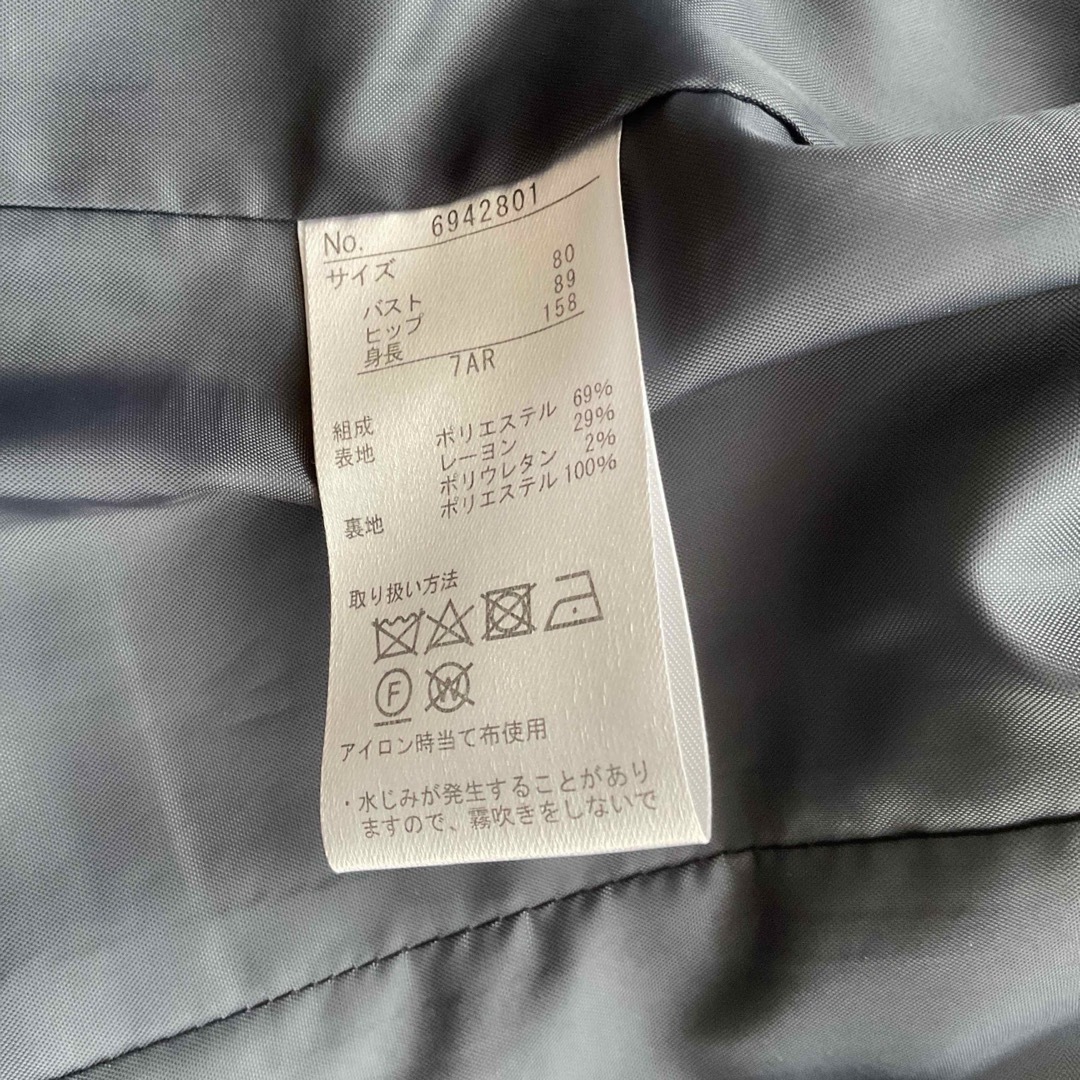 No. 6942801
サイズ
バスト 80
ヒップ 89
身長 158
7AR
組成
表地 ポリエステル 69%
レーヨン 29%
ポリウレタン 2%
裏地 ポリエステル 100%
取り扱い方法
F W
アイロン時当て布使用
・水じみが発生することがあり
ますので、霧吹きをしないで